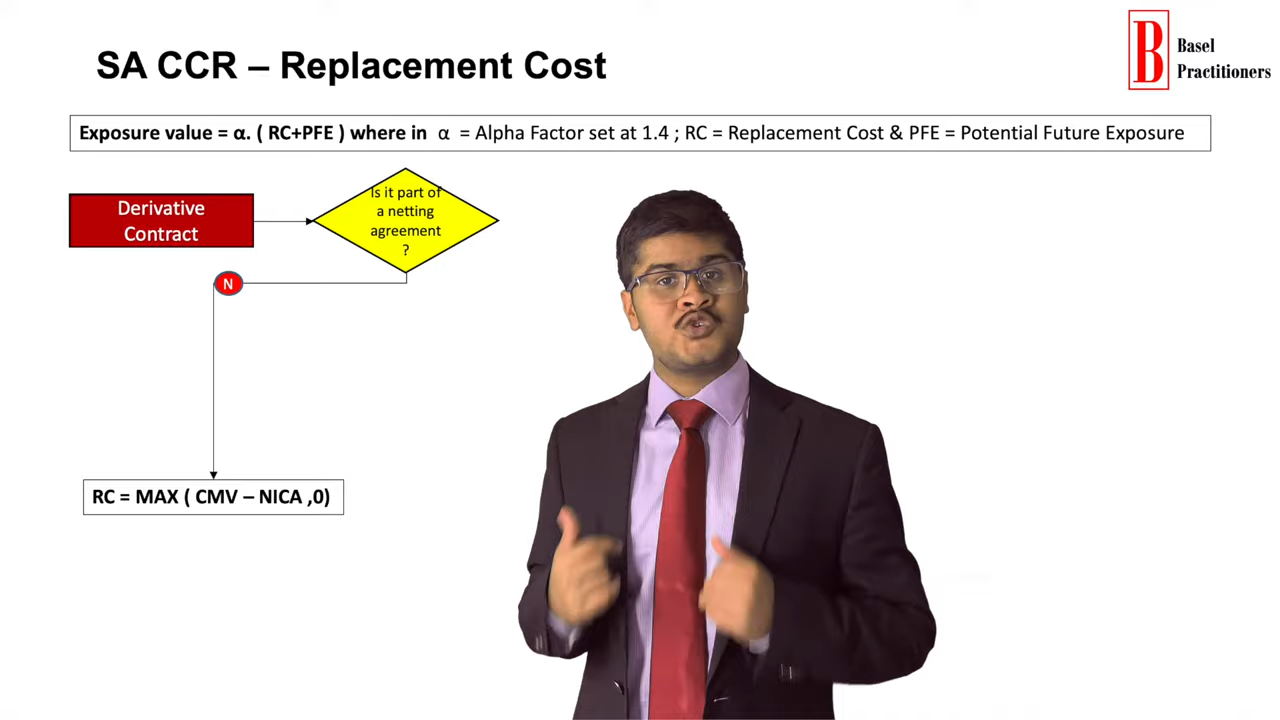 SA CCR – Replacement Cost
B
Basel
Practitioners
Exposure value = α. ( RC+PFE ) where in α = Alpha Factor set at 1.4 ; RC = Replacement Cost & PFE = Potential Future Exposure
Derivative
Contract
Is it part of
a netting
agreement
?
N
RC = MAX ( CMV – NICA ,0)